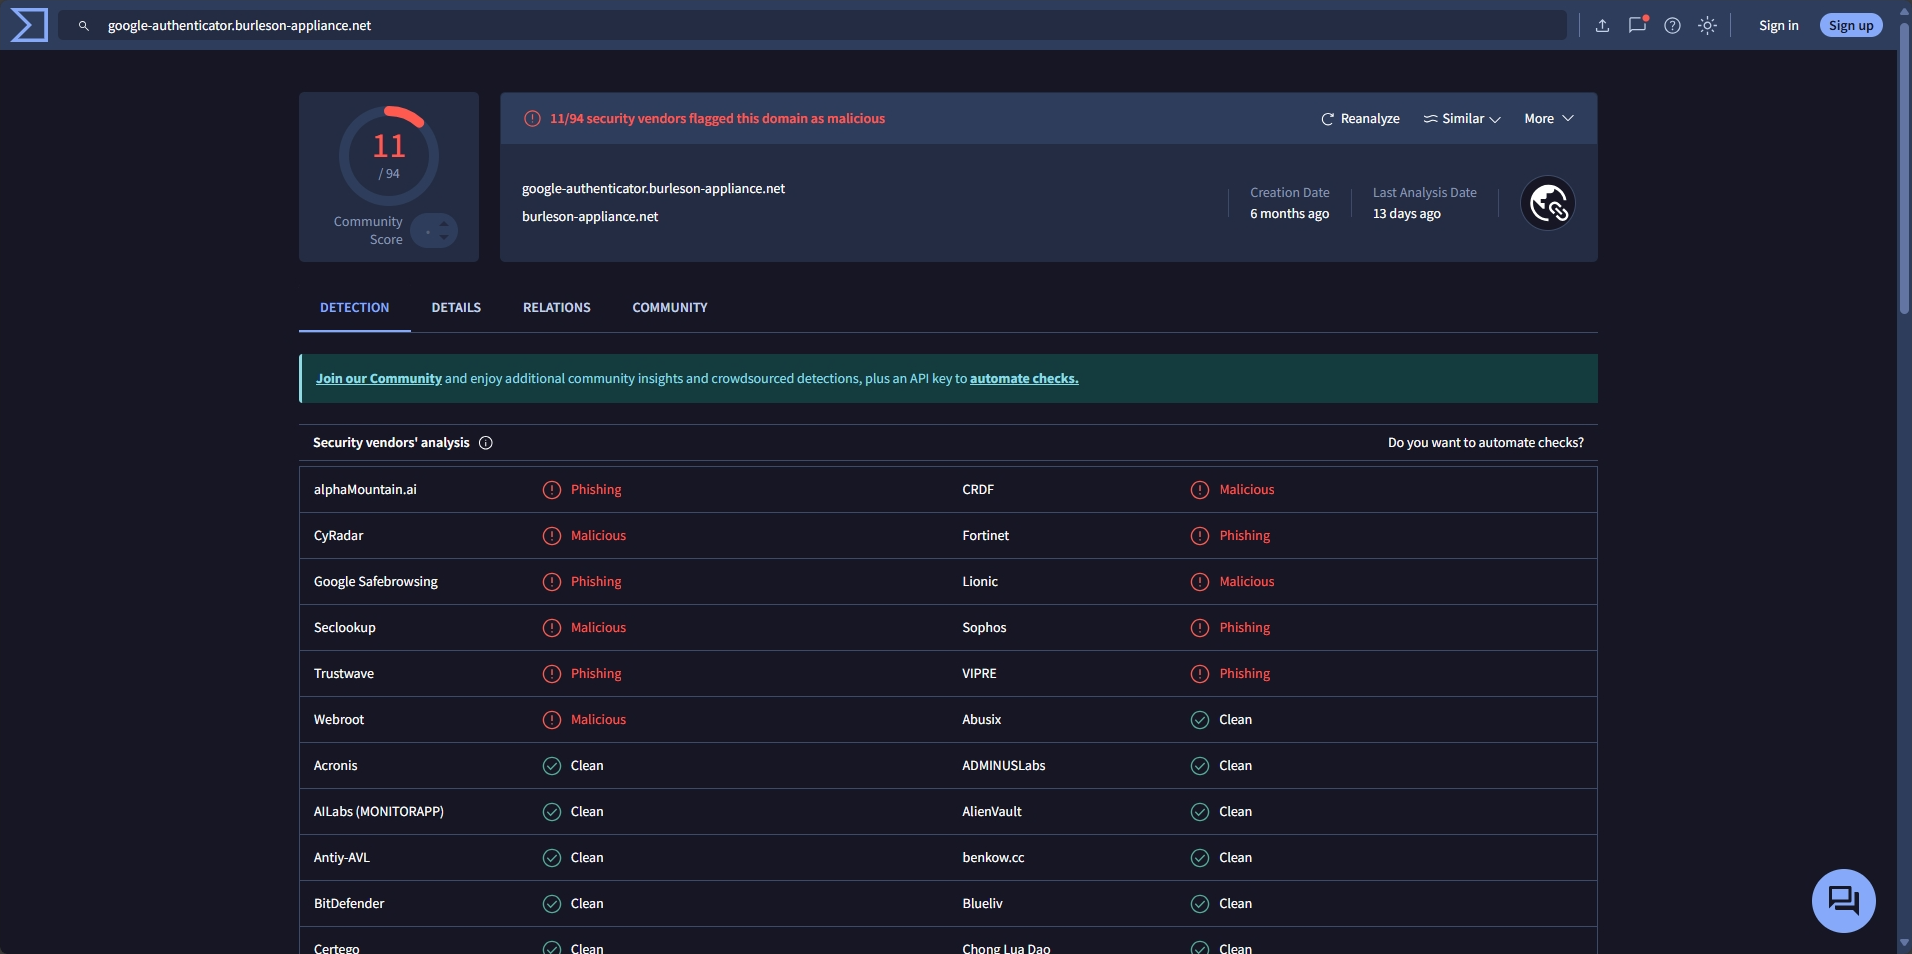 google-authenticator.burleson-appliance.net
Sign in
Sign up
11
/ 94
Community
Score
11/94 security vendors flagged this domain as malicious
Reanalyze
Similar
More
google-authenticator.burleson-appliance.net
burleson-appliance.net
Creation Date
6 months ago
Last Analysis Date
13 days ago
DETECTION
DETAILS
RELATIONS
COMMUNITY
Join our Community and enjoy additional community insights and crowdsourced detections, plus an API key to automate checks.
Security vendors' analysis
Do you want to automate checks?
alphaMountain.ai
Phishing
CRDF
Malicious
CyRadar
Malicious
Fortinet
Phishing
Google Safebrowsing
Phishing
Lionic
Malicious
Seclookup
Malicious
Sophos
Phishing
Trustwave
Phishing
VIPRE
Phishing
Webroot
Malicious
Abusix
Clean
Acronis
Clean
ADMINUSLabs
Clean
AILabs (MONITORAPP)
Clean
AlienVault
Clean
Antiy-AVL
Clean
benkow.cc
Clean
BitDefender
Clean
Blueliv
Clean
Certego
Clean
Chong Lua Dao
Clean